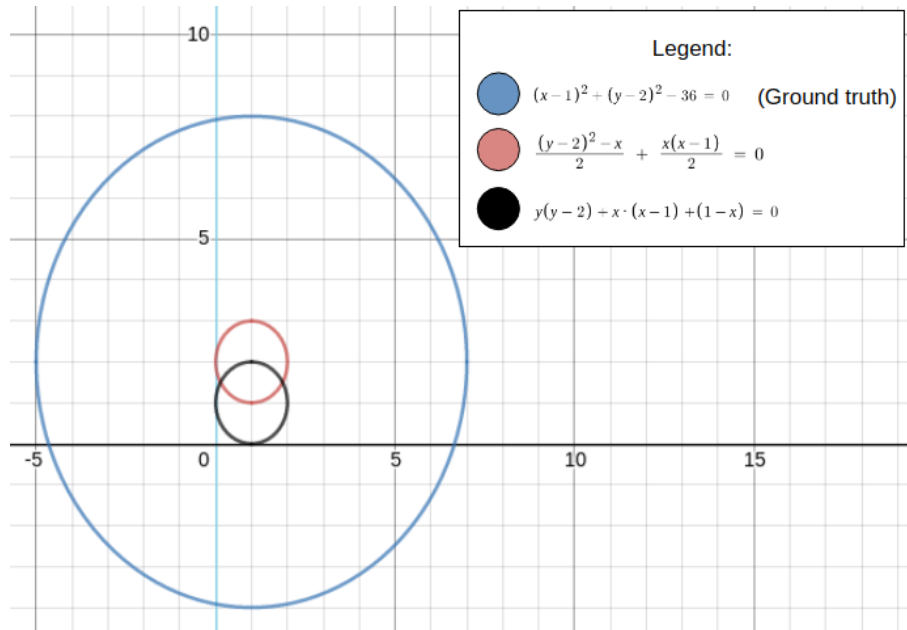 Legend:
(x − 1)² + (y − 2)² − 36 = 0 (Ground truth)
(y − 2)² − x / 2 + x(x − 1) / 2 = 0
y(y − 2) + x · (x − 1) + (1 − x) = 0
10
5
-5 0 5 10 15